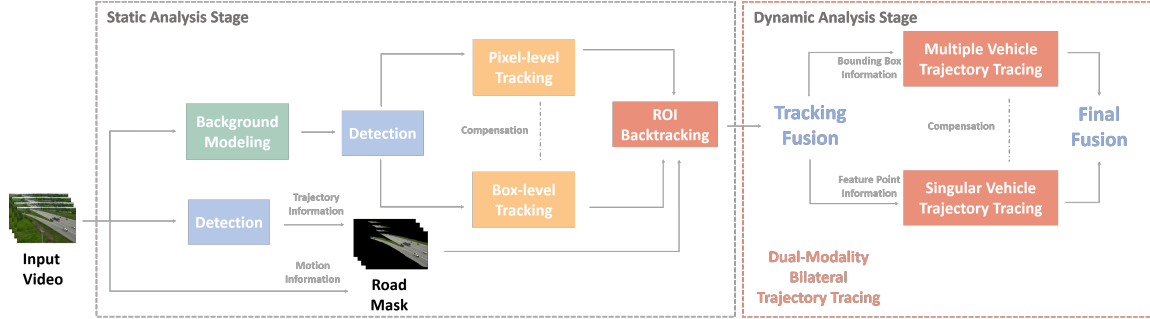 Static Analysis Stage
Dynamic Analysis Stage
Pixel-level
Tracking
Background
Modeling
Detection
Compensation
ROI
Backtracking
Box-level
Tracking
Detection
Trajectory
Information
Motion
Information
Input
Video
Road
Mask
Bounding Box
Information
Multiple Vehicle
Trajectory Tracing
Tracking
Fusion
Compensation
Final
Fusion
Feature Point
Information
Singular Vehicle
Trajectory Tracing
Dual-Modality
Bilateral
Trajectory Tracing